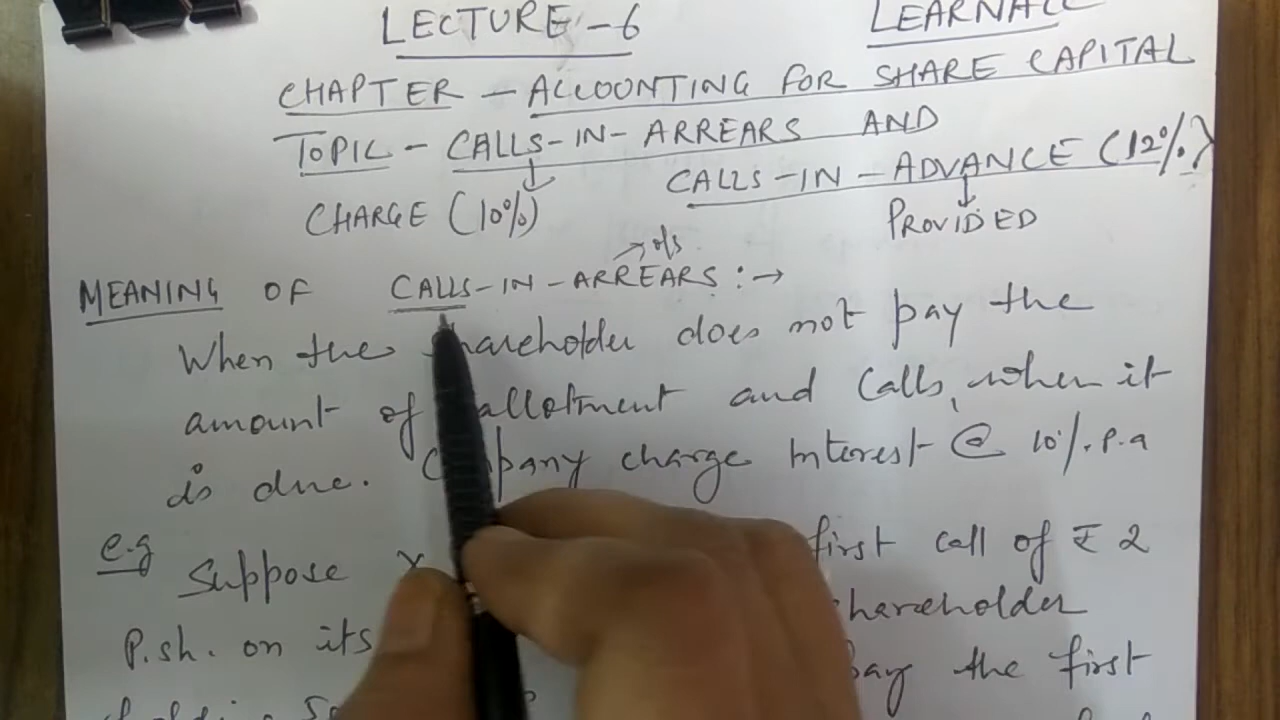 LECTURE-6
LEARNALL
CHAPTER - ACCOUNTING FOR SHARE CAPITAL
TOPIC - CALLS-IN-ARREARS AND
CALLS-IN-ADVANCE (12%)
CHARGE (10%)
PROVIDED
o/s
MEANING OF CALLS-IN-ARREARS :→
When the shareholder does not pay the
amount of allotment and calls, when it
is due. Company charge Interest @ 10%. P.a
e.g Suppose X first call of ₹ 2
P.sh. on its shareholder
pay the first